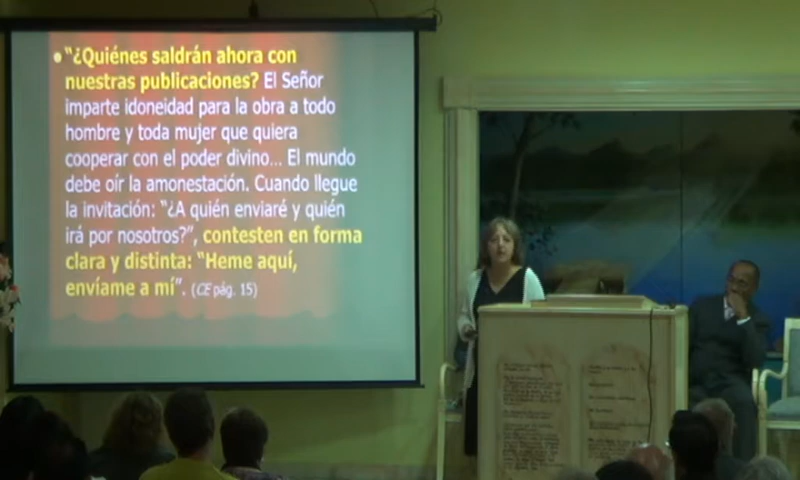 “¿Quiénes saldrán ahora con
nuestras publicaciones? El Señor
imparte idoneidad para la obra a todo
hombre y toda mujer que quiera
cooperar con el poder divino... El mundo
debe oír la amonestación. Cuando llegue
la invitación: “¿A quién enviaré y quién
irá por nosotros?”, contesten en forma
clara y distinta: “Heme aquí,
envíame a mí”. (CE pág. 15)